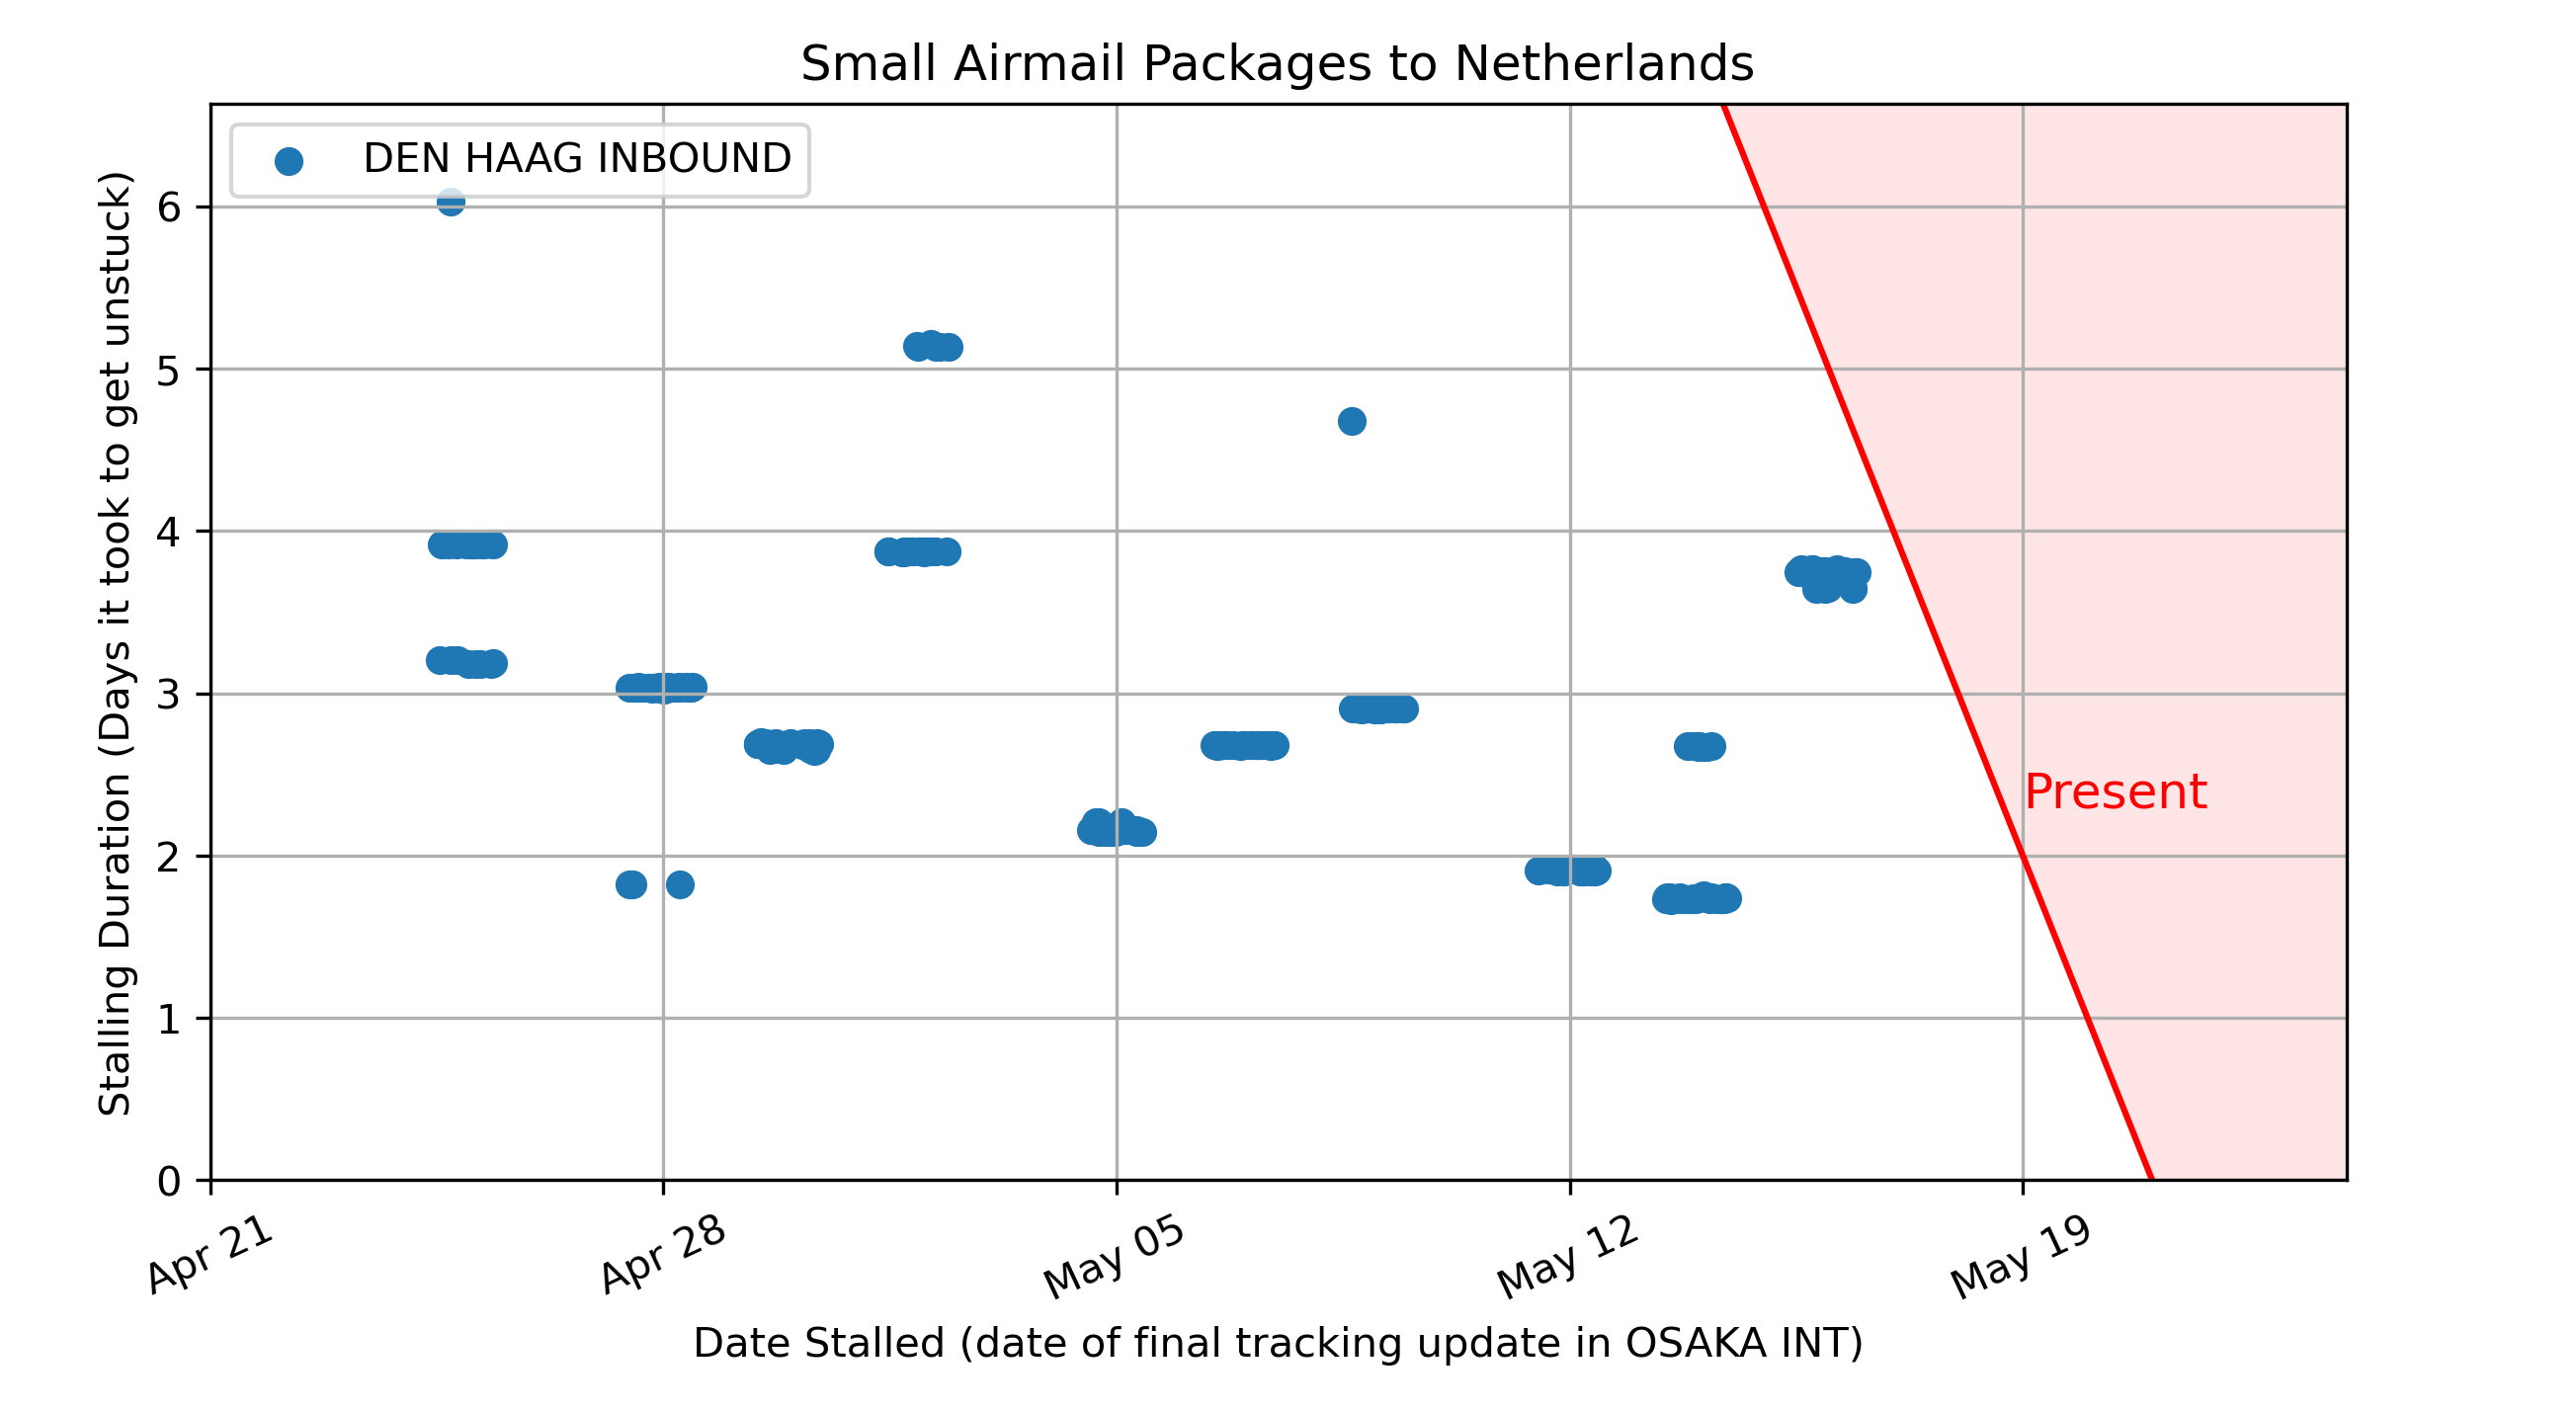 Small Airmail Packages to Netherlands
DEN HAAG INBOUND
Stalling Duration (Days it took to get unstuck)
6
5
4
3
2
1
0
Present
Apr 21
Apr 28
May 05
May 12
May 19
Date Stalled (date of final tracking update in OSAKA INT)